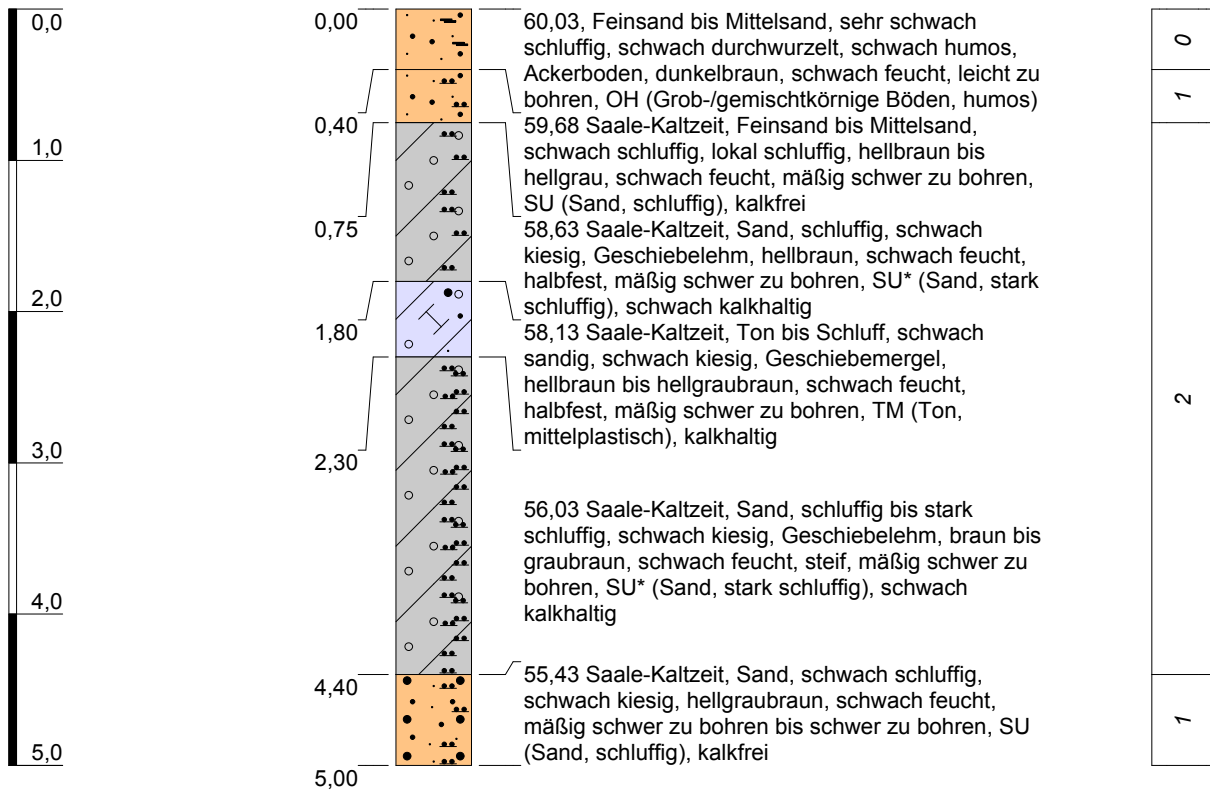 0,0
1,0
2,0
3,0
4,0
5,0
0,00
0,40
0,75
1,80
2,30
4,40
5,00
60,03, Feinsand bis Mittelsand, sehr schwach
schluffig, schwach durchwurzelt, schwach humos,
Ackerboden, dunkelbraun, schwach feucht, leicht zu
bohren, OH (Grob-/gemischtkörnige Böden, humos)
59,68 Saale-Kaltzeit, Feinsand bis Mittelsand,
schwach schluffig, lokal schluffig, hellbraun bis
hellgrau, schwach feucht, mäßig schwer zu bohren,
SU (Sand, schluffig), kalkfrei
58,63 Saale-Kaltzeit, Sand, schluffig, schwach
kiesig, Geschiebelehm, hellbraun, schwach feucht,
halbfest, mäßig schwer zu bohren, SU* (Sand, stark
schluffig), schwach kalkhaltig
58,13 Saale-Kaltzeit, Ton bis Schluff, schwach
sandig, schwach kiesig, Geschiebemergel,
hellbraun bis hellgraubraun, schwach feucht,
halbfest, mäßig schwer zu bohren, TM (Ton,
mittelplastisch), kalkhaltig
56,03 Saale-Kaltzeit, Sand, schluffig bis stark
schluffig, schwach kiesig, Geschiebelehm, braun bis
graubraun, schwach feucht, steif, mäßig schwer zu
bohren, SU* (Sand, stark schluffig), schwach
kalkhaltig
55,43 Saale-Kaltzeit, Sand, schwach schluffig,
schwach kiesig, hellgraubraun, schwach feucht,
mäßig schwer zu bohren bis schwer zu bohren, SU
(Sand, schluffig), kalkfrei
0
1
2
1